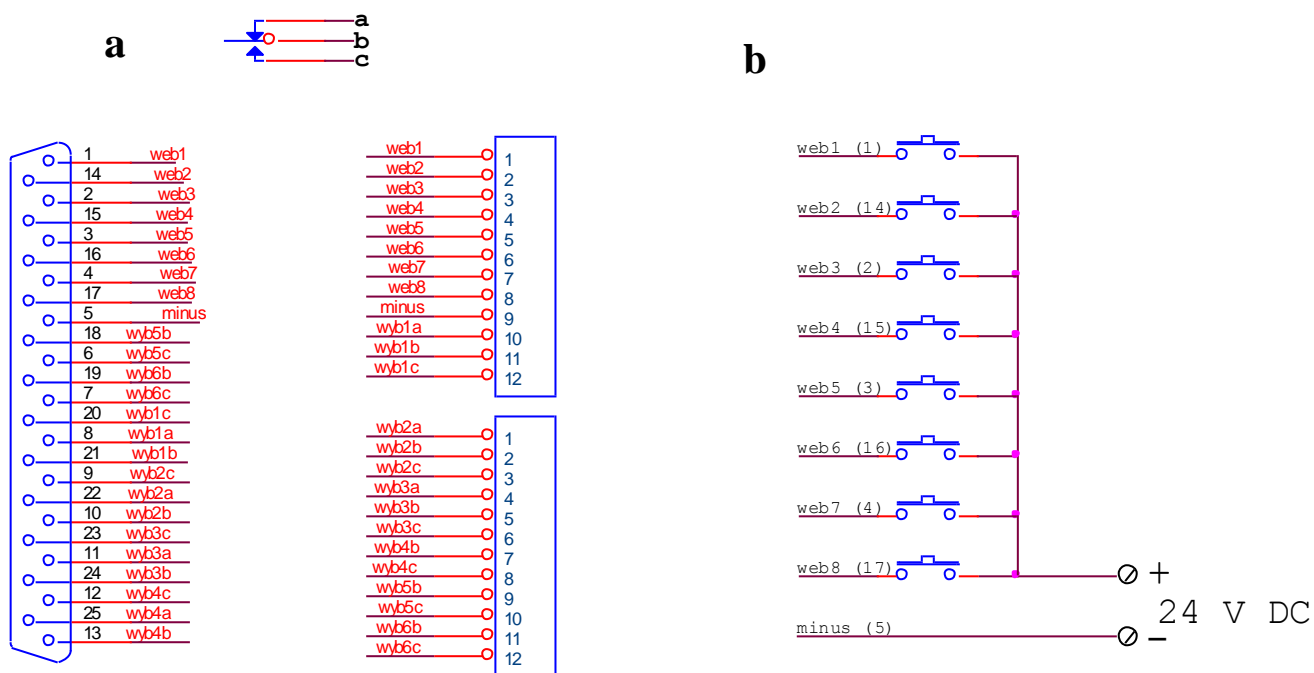 a
a
b
c
b
1 web1
14 web2
2 web3
15 web4
3 web5
16 web6
4 web7
17 web8
5 minus
18 wyb5b
6 wyb5c
19 wyb6b
7 wyb6c
20 wyb1c
8 wyb1a
21 wyb1b
9 wyb2c
22 wyb2a
10 wyb2b
23 wyb3c
11 wyb3a
24 wyb3b
12 wyb4c
25 wyb4a
13 wyb4b
web1 1
web2 2
web3 3
web4 4
web5 5
web6 6
web7 7
web8 8
minus 9
wyb1a 10
wyb1b 11
wyb1c 12
wyb2a 1
wyb2b 2
wyb2c 3
wyb3a 4
wyb3b 5
wyb3c 6
wyb4b 7
wyb4c 8
wyb5b 9
wyb5c 10
wyb6b 11
wyb6c 12
web1 (1)
web2 (14)
web3 (2)
web4 (15)
web5 (3)
web6 (16)
web7 (4)
web8 (17)
+
24 V DC
minus (5)
-